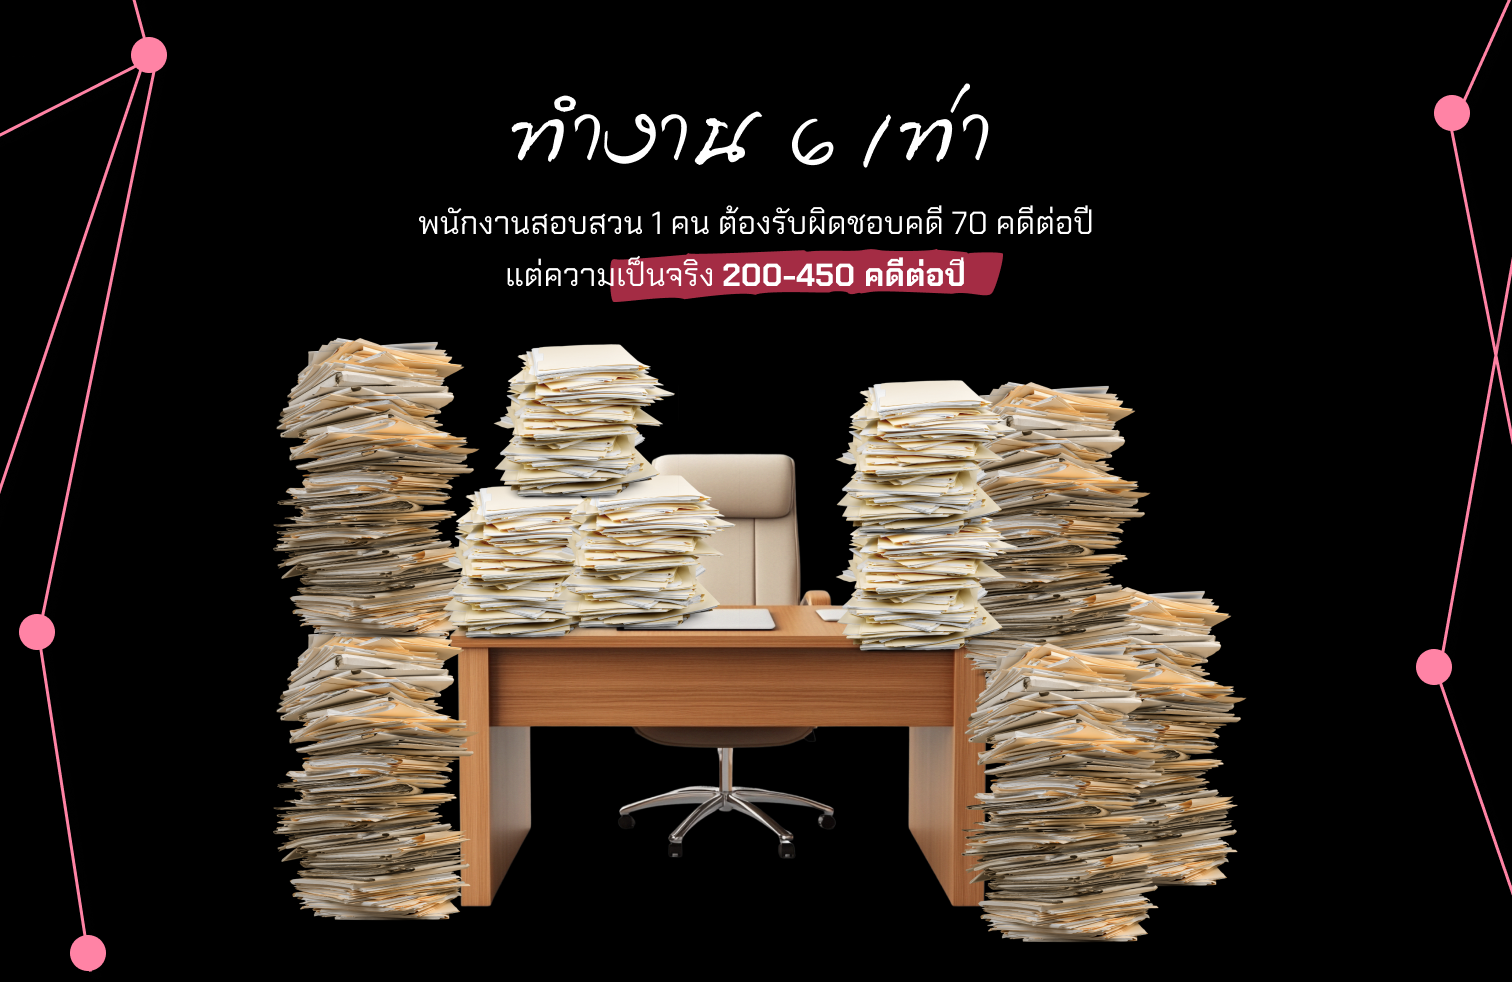 ทำงาน 6 เท่า
พนักงานสอบสวน 1 คน ต้องรับผิดชอบคดี 70 คดีต่อปี
แต่ความเป็นจริง 200-450 คดีต่อปี